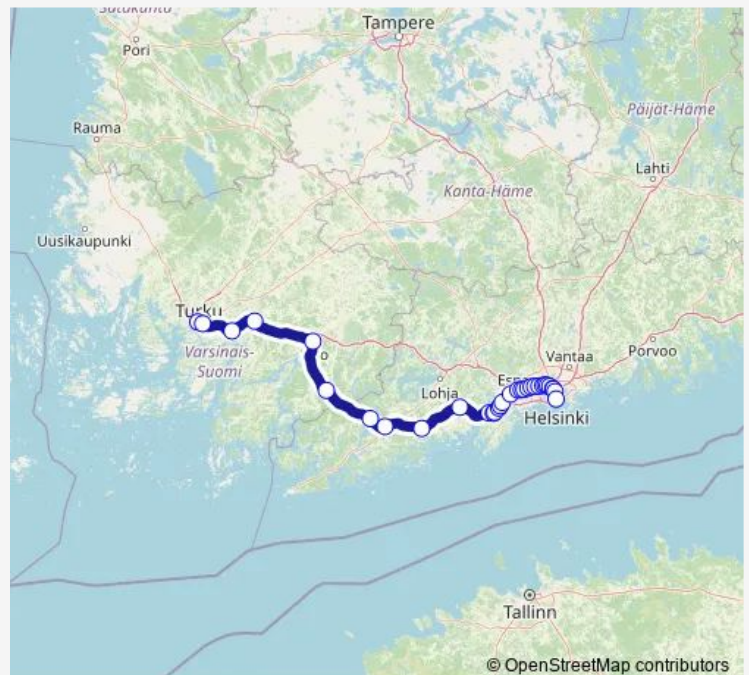 Satakunta
Tampere
Pori
Päijät-Häme
Rauma
Lahti
Kanta-Häme
Uusikaupunki
Turku
Varsinais-
Suomi
Vantaa
Porvoo
Lohja
Helsinki
Tallinn
© OpenStreetMap contributors